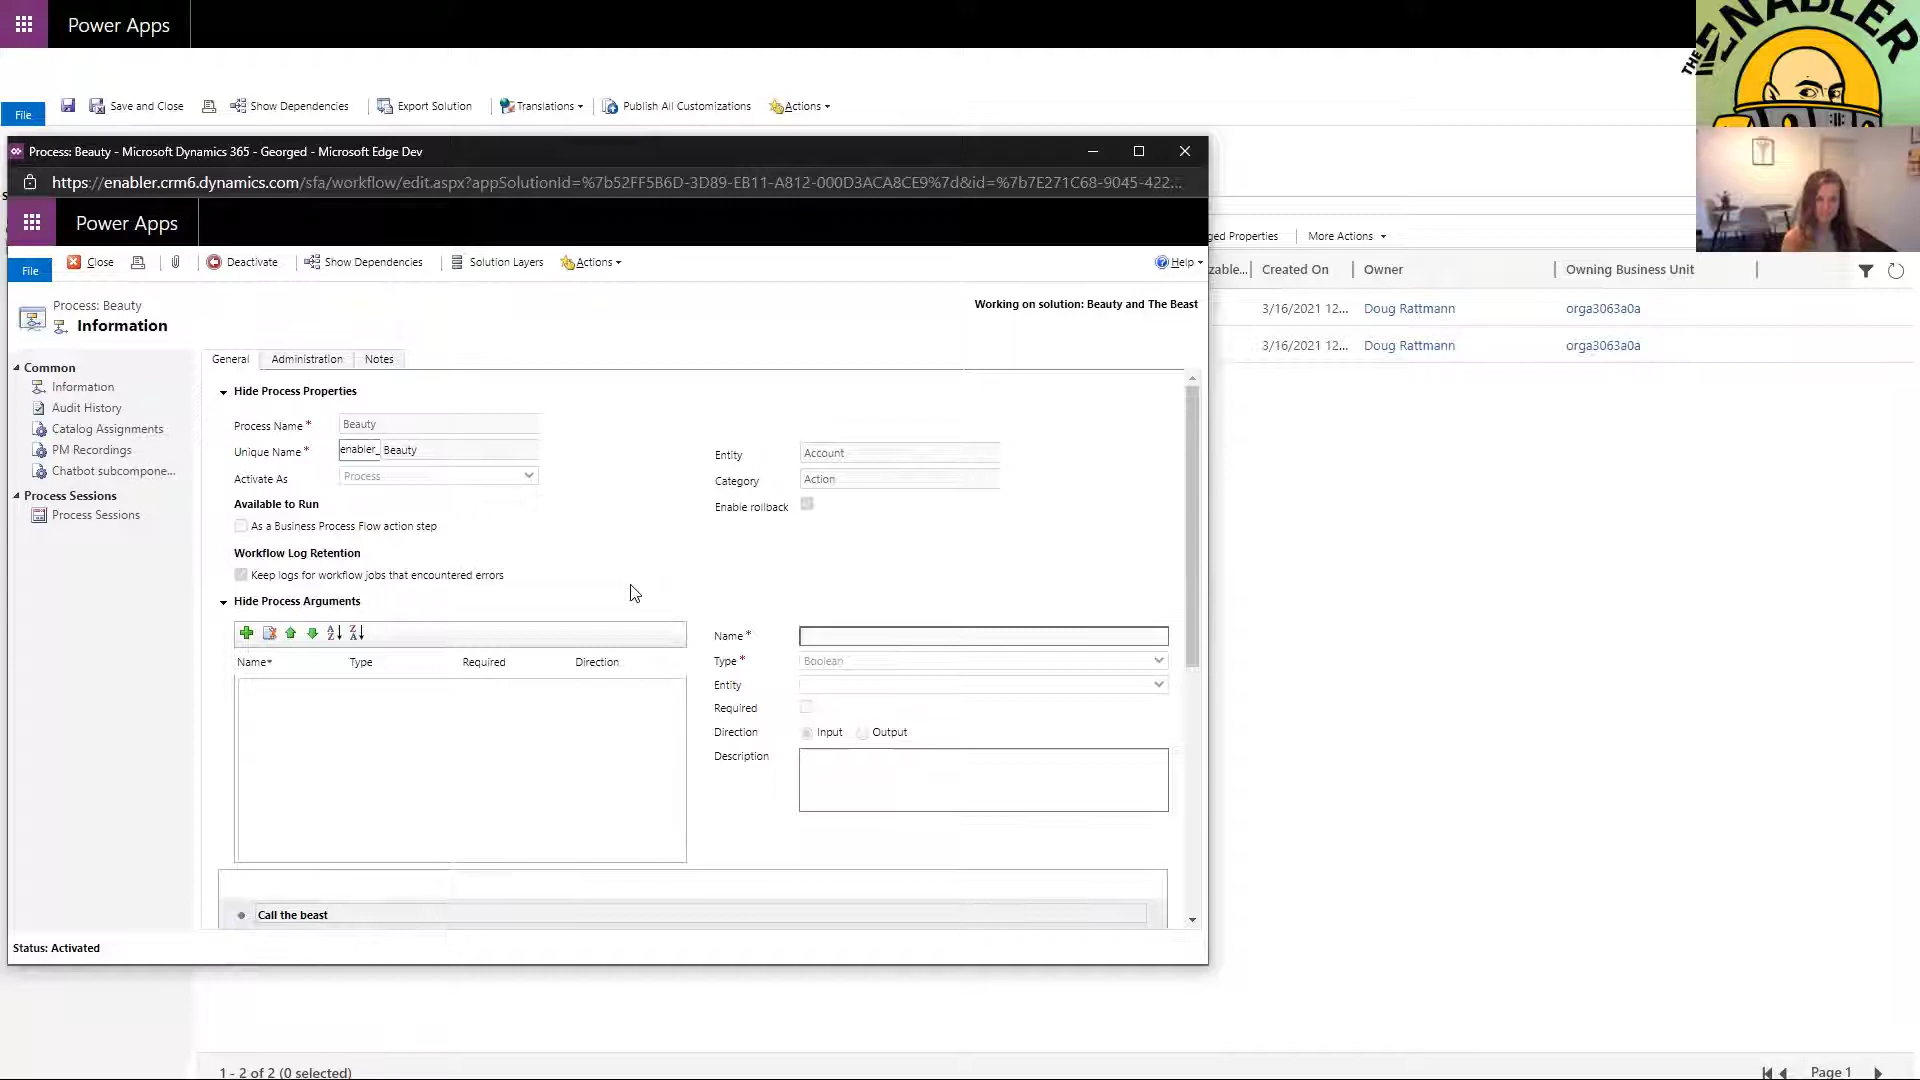 Power Apps
THE ENABLER
File
Save and Close
Show Dependencies
Export Solution
Translations
Publish All Customizations
Actions
Process: Beauty - Microsoft Dynamics 365 - Georged - Microsoft Edge Dev
https://enabler.crm6.dynamics.com/sfa/workflow/edit.aspx?appSolutionId=%7b52FF5B6D-3D89-EB11-A812-000D3ACA8CE9%7d&id=%7b7E271C68-9045-422...
Power Apps
ged Properties
More Actions
File
Close
Deactivate
Show Dependencies
Solution Layers
Actions
Help
zable...
Created On
Owner
Owning Business Unit
3/16/2021 12...
Doug Rattmann
orga3063a0a
3/16/2021 12...
Doug Rattmann
orga3063a0a
Process: Beauty
Information
Working on solution: Beauty and The Beast
Common
Information
Audit History
Catalog Assignments
PM Recordings
Chatbot subcompone...
Process Sessions
Process Sessions
General
Administration
Notes
Hide Process Properties
Process Name *
Beauty
Unique Name *
enabler_ Beauty
Activate As
Process
Entity
Account
Category
Action
Enable rollback
Available to Run
As a Business Process Flow action step
Workflow Log Retention
Keep logs for workflow jobs that encountered errors
Hide Process Arguments
Name
Type
Required
Direction
Name *
Type *
Boolean
Entity
Required
Direction
Input
Output
Description
Call the beast
Status: Activated
1 - 2 of 2 (0 selected)
Page 1